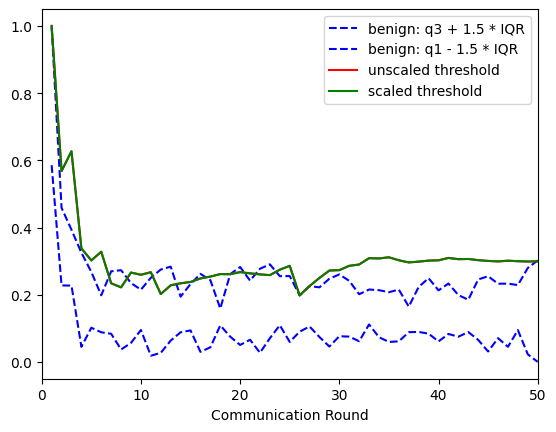 benign: q3 + 1.5 * IQR
benign: q1 - 1.5 * IQR
unscaled threshold
scaled threshold
1.0
0.8
0.6
0.4
0.2
0.0
0 10 20 30 40 50
Communication Round